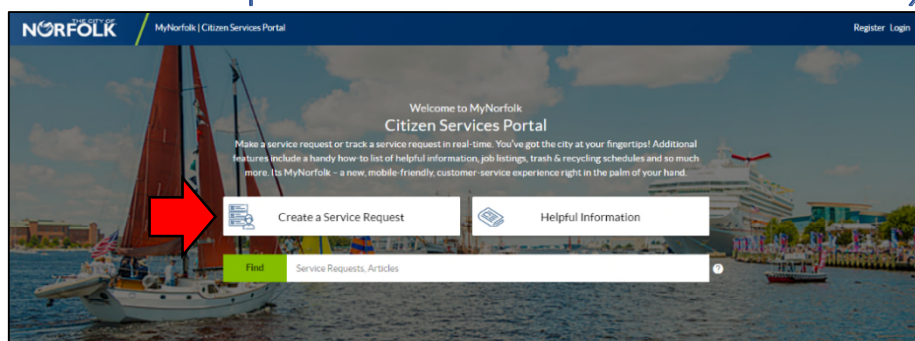 THE CITY OF
NORFOLK
MyNorfolk | Citizen Services Portal
Register Login
Welcome to MyNorfolk
Citizen Services Portal
Make a service request or track a service request in real-time. You've got the city at your fingertips! Additional
features include a handy how-to list of helpful information, job listings, trash & recycling schedules and so much
more. Its MyNorfolk – a new, mobile-friendly, customer-service experience right in the palm of your hand.
Create a Service Request
Helpful Information
Find
Service Requests, Articles
?